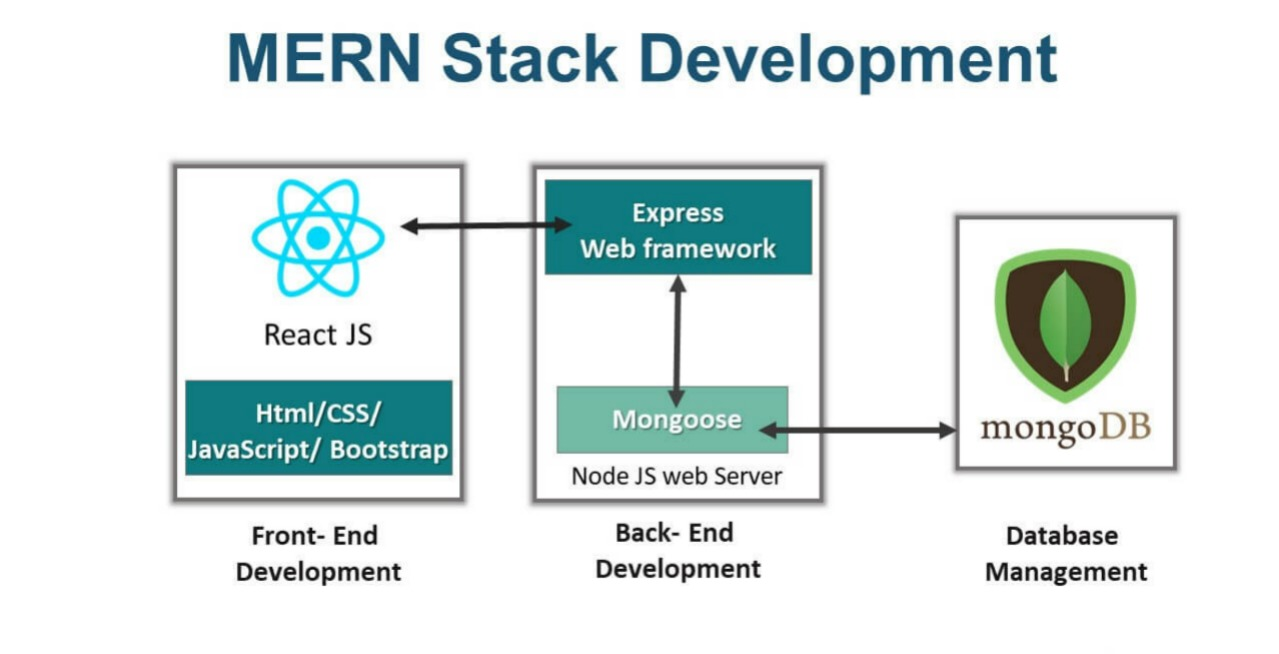 MERN Stack Development
React JS
Html/CSS/
JavaScript/ Bootstrap
Front- End
Development
Express
Web framework
Mongoose
Node JS web Server
Back- End
Development
mongoDB
Database
Management